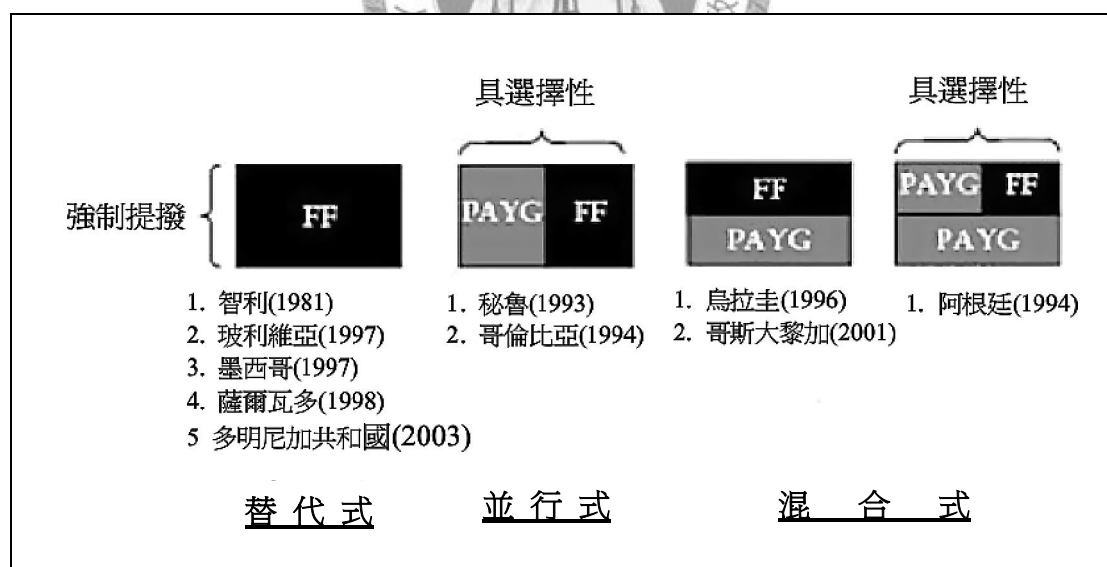 具選擇性
具選擇性
強制提撥
FF
PAYG FF
FF
PAYG
PAYG FF
PAYG
1. 智利(1981)
2. 玻利維亞(1997)
3. 墨西哥(1997)
4. 薩爾瓦多(1998)
5 多明尼加共和國(2003)
1. 秘魯(1993)
2. 哥倫比亞(1994)
1. 烏拉圭(1996)
2. 哥斯大黎加(2001)
1. 阿根廷(1994)
替代式
並行式
混合式